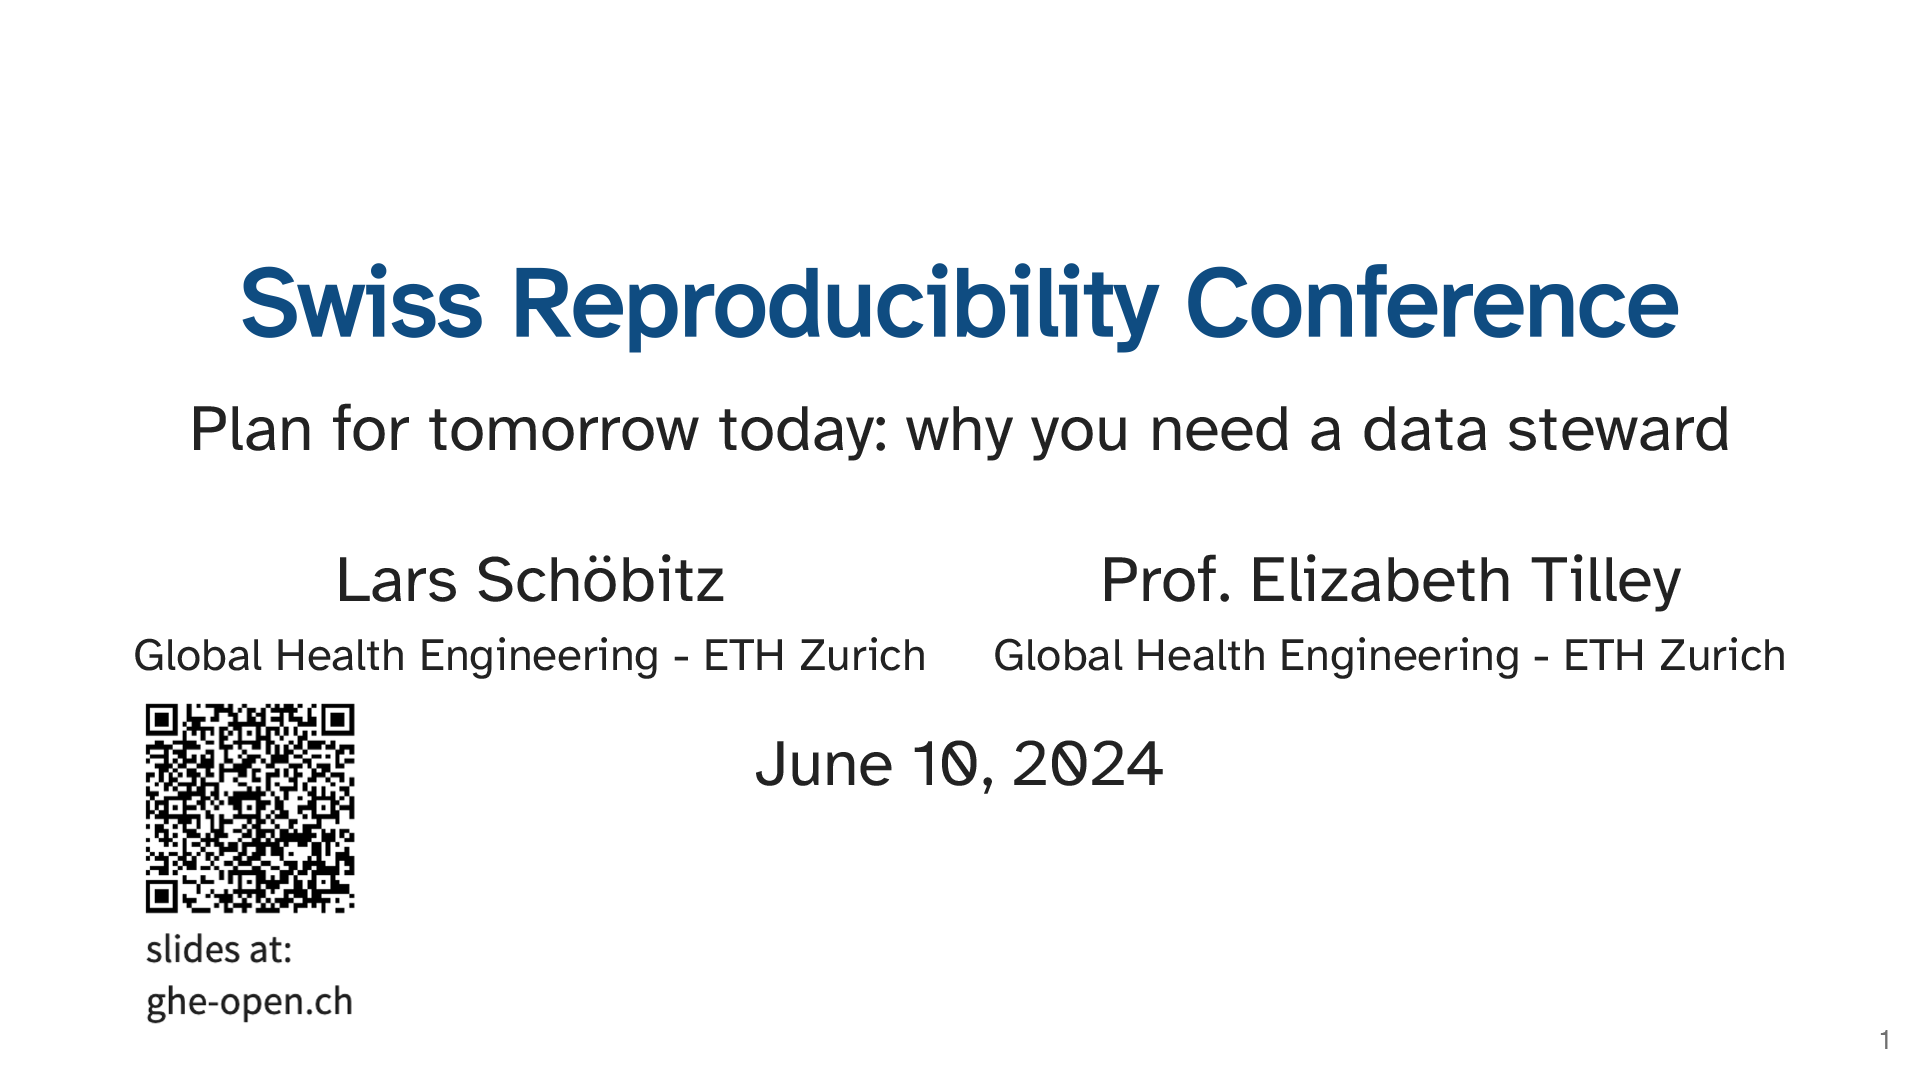 Swiss Reproducibility Conference
Plan for tomorrow today: why you need a data steward
Lars Schöbitz
Global Health Engineering - ETH Zurich
Prof. Elizabeth Tilley
Global Health Engineering - ETH Zurich
June 10, 2024
slides at:
ghe-open.ch
1